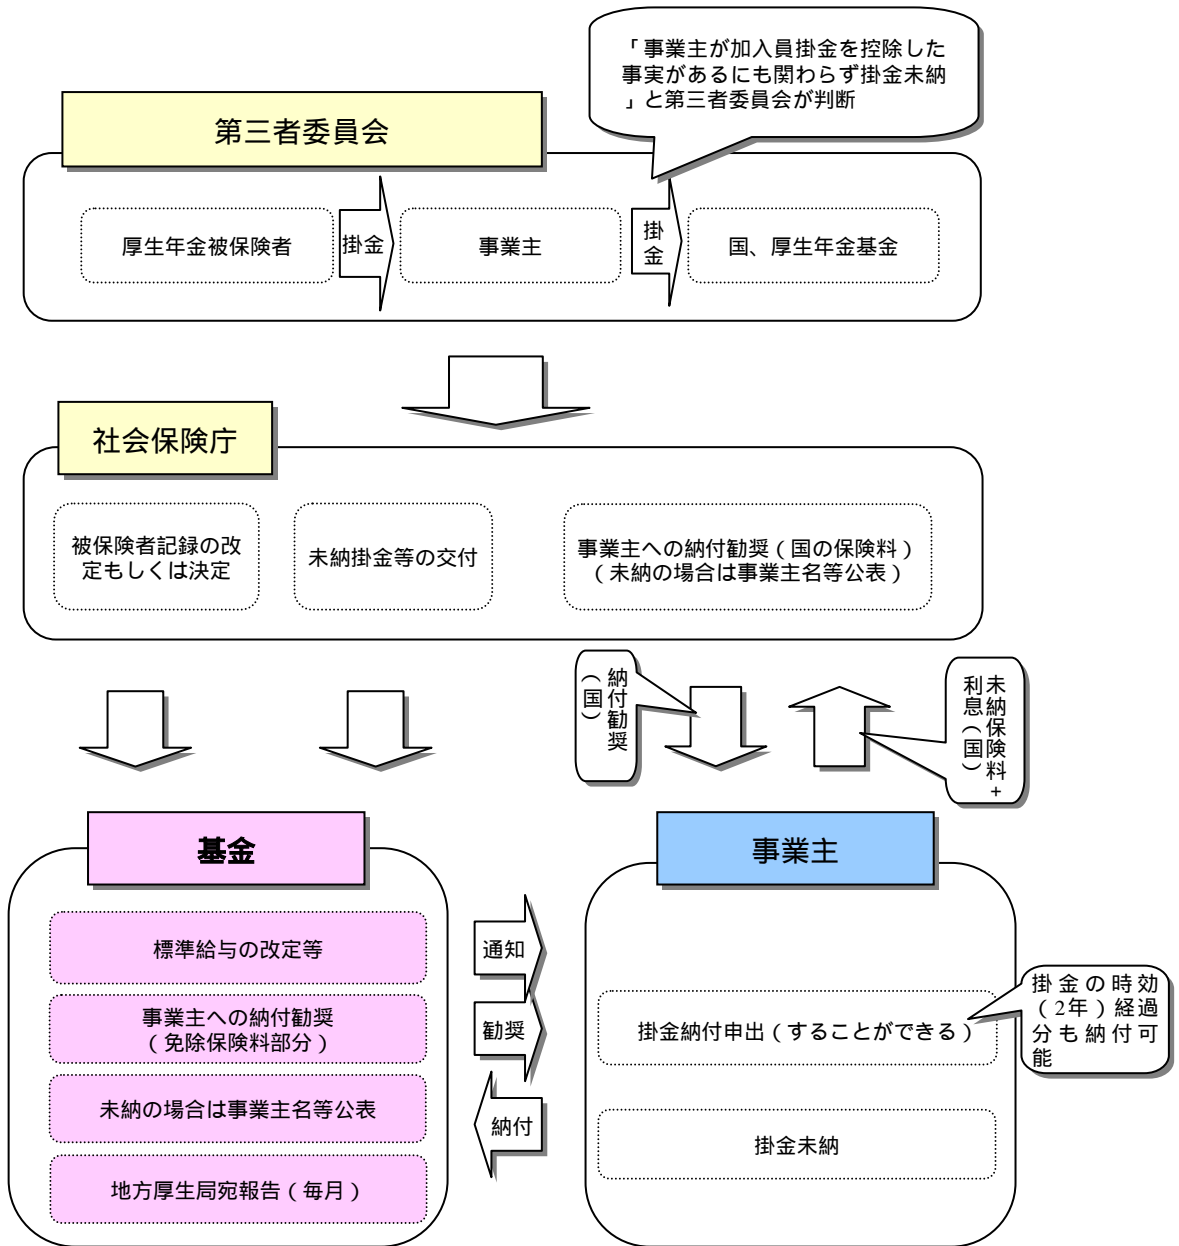 「事業主が加入員掛金を控除した
事実があるにも関わらず掛金未納
」と第三者委員会が判断
第三者委員会
厚生年金被保険者
掛金
事業主
掛金
国、厚生年金基金
社会保険庁
被保険者記録の改
定もしくは決定
未納掛金等の交付
事業主への納付勧奨(国の保険料)
(未納の場合は事業主名等公表)
納付勧奨
(国)
未納保険料+
利息(国)
基金
標準給与の改定等
事業主への納付勧奨
(免除保険料部分)
未納の場合は事業主名等公表
地方厚生局宛報告(毎月)
通知
勧奨
納付
事業主
掛金納付申出(することができる)
掛金未納
掛金の時効
(2年)経過
分も納付可
能